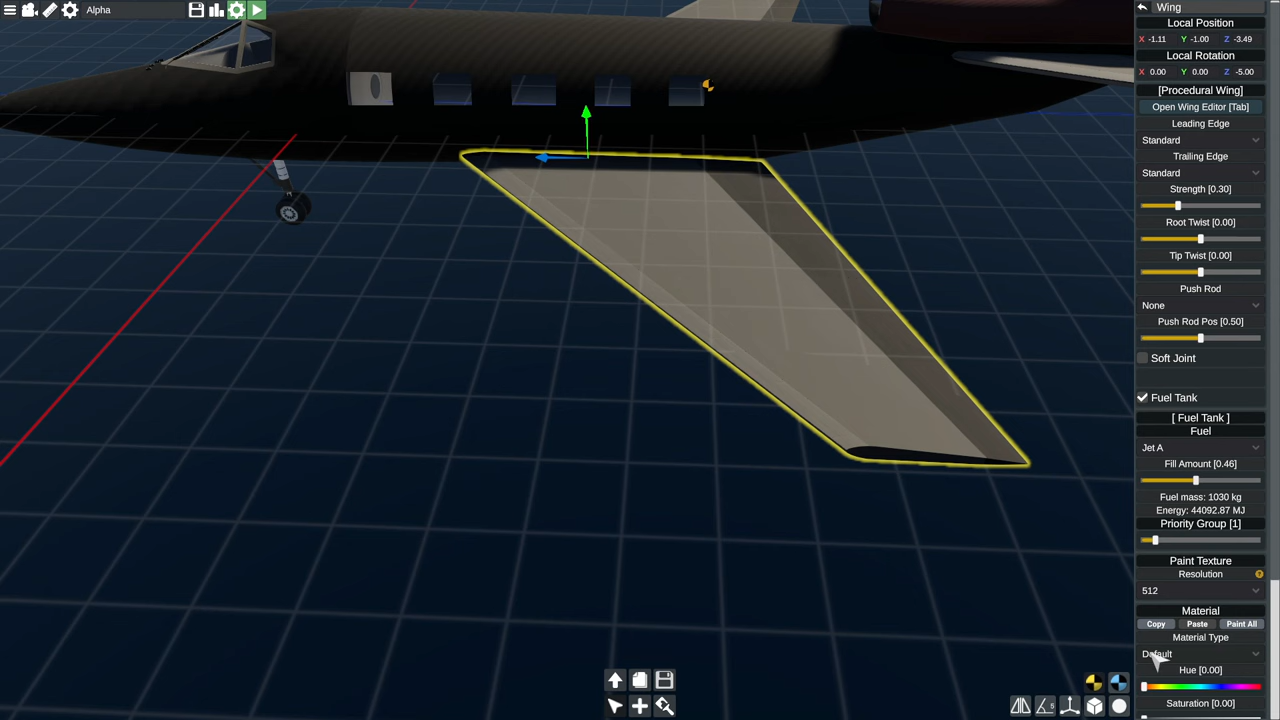 Alpha
Wing
Local Position
X -1.11 Y -1.00 Z -3.49
Local Rotation
X 0.00 Y 0.00 Z -5.00
[Procedural Wing]
Open Wing Editor [Tab]
Leading Edge
Standard
Trailing Edge
Standard
Strength [0.30]
Root Twist [0.00]
Tip Twist [0.00]
Push Rod
None
Push Rod Pos [0.50]
Soft Joint
Fuel Tank
[ Fuel Tank ]
Fuel
Jet A
Fill Amount [0.46]
Fuel mass: 1030 kg
Energy: 44092.87 MJ
Priority Group [1]
Paint Texture
Resolution
512
Material
Copy Paste Paint All
Material Type
Default
Hue [0.00]
Saturation [0.00]
5